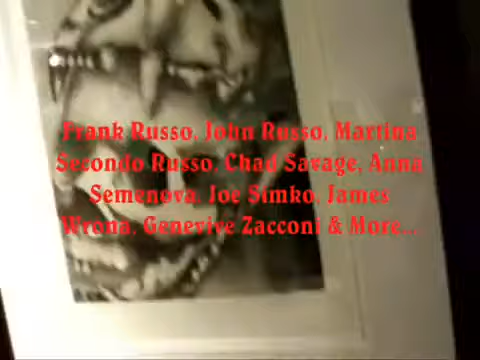 Frank Russo, John Russo, Martina
Secondo Russo, Chad Savage, Anna
Semenova, Joe Simko, James
Wrona, Genevive Zacconi & More...